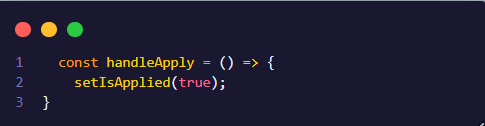 1 const handleApply = () => {
2 setIsApplied(true);
3 }